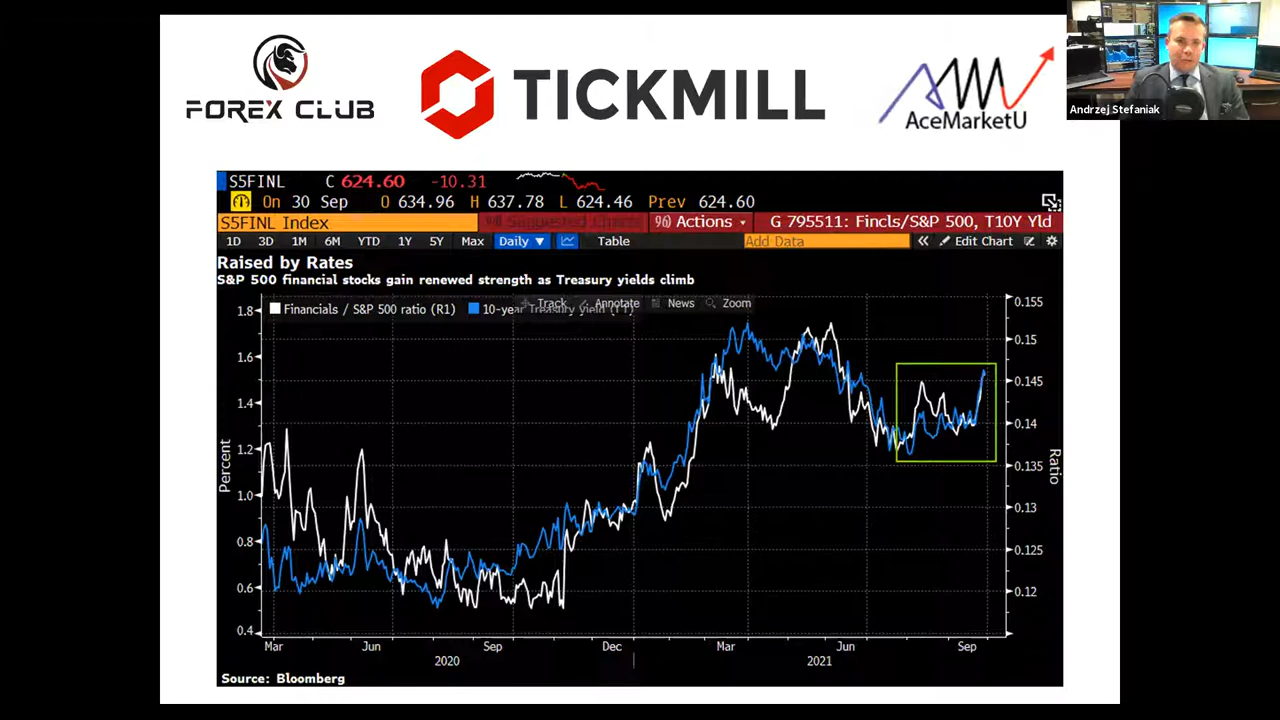 FOREX CLUB
TICKMILL
AceMarketU
Andrzej Stefaniak
S5FINL C 624.60 -10.31
On 30 Sep O 634.96 H 637.78 L 624.46 Prev 624.60
S5FINL Index 96) Suggested Charts 96) Actions G 795511: Fincls/S&P 500, T10Y Yld
1D 3D 1M 6M YTD 1Y 5Y Max Daily Table Add Data Edit Chart
Raised by Rates
S&P 500 financial stocks gain renewed strength as Treasury yields climb
Track Annotate News Zoom
Financials / S&P 500 ratio (R1) 10-year Treasury yield (L1)
1.8
1.6
1.4
1.2
1.0
0.8
0.6
0.4
Percent
0.155
0.15
0.145
0.14
0.135
0.13
0.125
0.12
Ratio
Mar Jun Sep Dec Mar Jun Sep
2020 2021
Source: Bloomberg